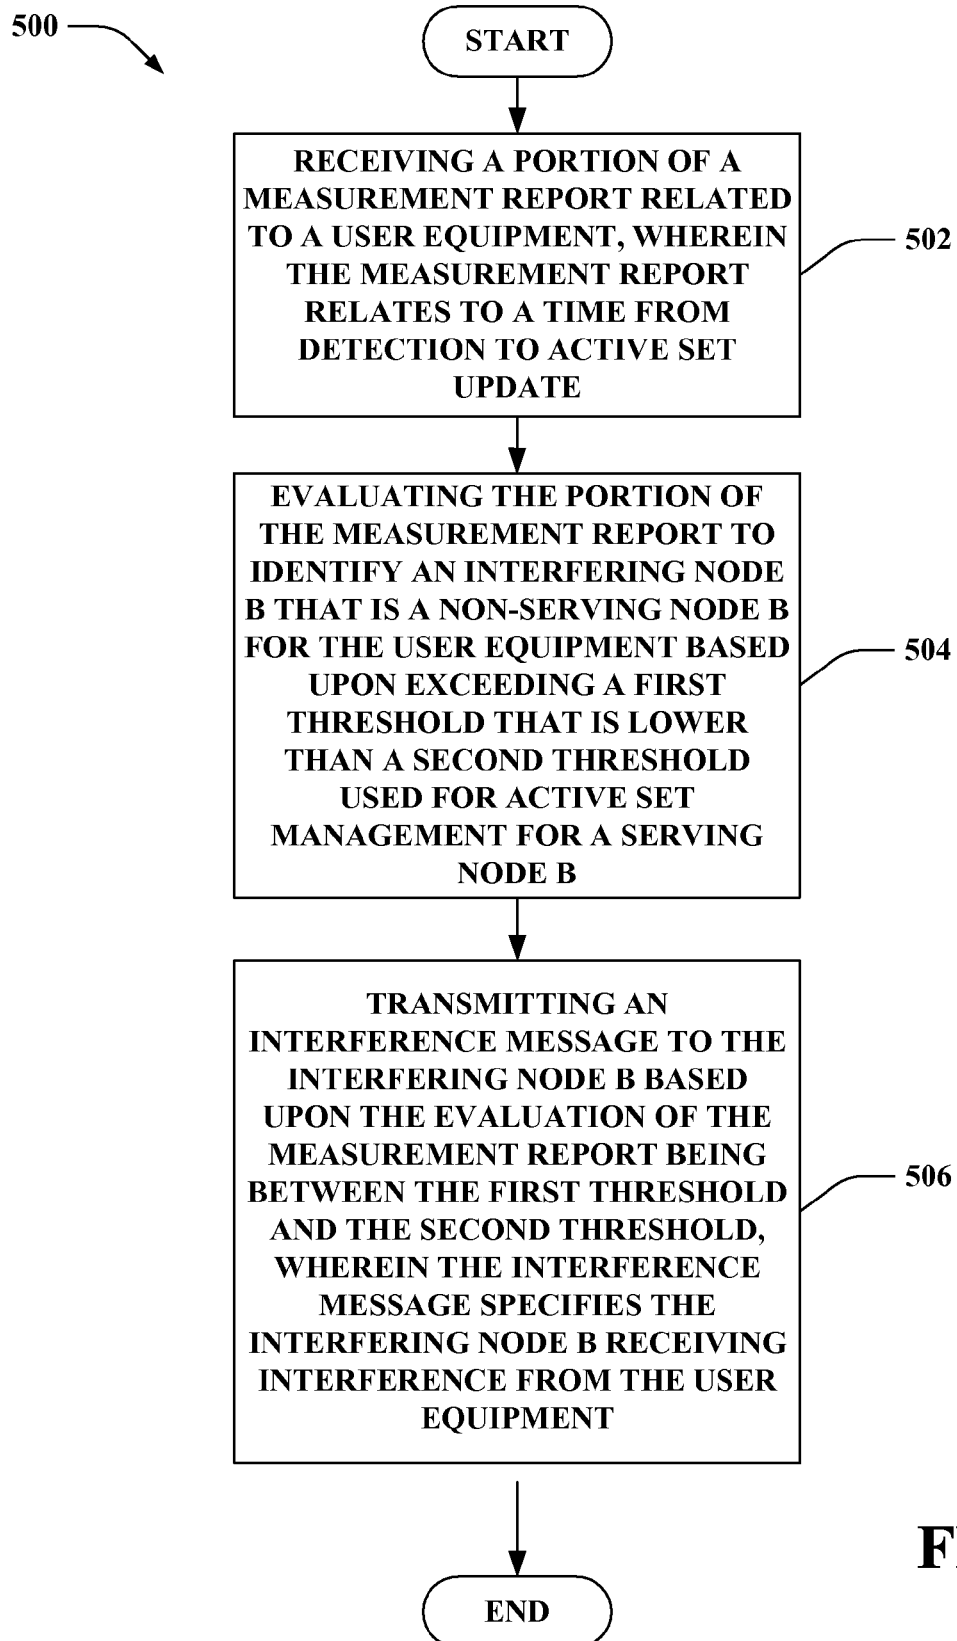 500
START
RECEIVING A PORTION OF A
MEASUREMENT REPORT RELATED
TO A USER EQUIPMENT, WHEREIN
THE MEASUREMENT REPORT
RELATES TO A TIME FROM
DETECTION TO ACTIVE SET
UPDATE
502
EVALUATING THE PORTION OF
THE MEASUREMENT REPORT TO
IDENTIFY AN INTERFERING NODE
B THAT IS A NON-SERVING NODE B
FOR THE USER EQUIPMENT BASED
UPON EXCEEDING A FIRST
THRESHOLD THAT IS LOWER
THAN A SECOND THRESHOLD
USED FOR ACTIVE SET
MANAGEMENT FOR A SERVING
NODE B
504
TRANSMITTING AN
INTERFERENCE MESSAGE TO THE
INTERFERING NODE B BASED
UPON THE EVALUATION OF THE
MEASUREMENT REPORT BEING
BETWEEN THE FIRST THRESHOLD
AND THE SECOND THRESHOLD,
WHEREIN THE INTERFERENCE
MESSAGE SPECIFIES THE
INTERFERING NODE B RECEIVING
INTERFERENCE FROM THE USER
EQUIPMENT
506
END